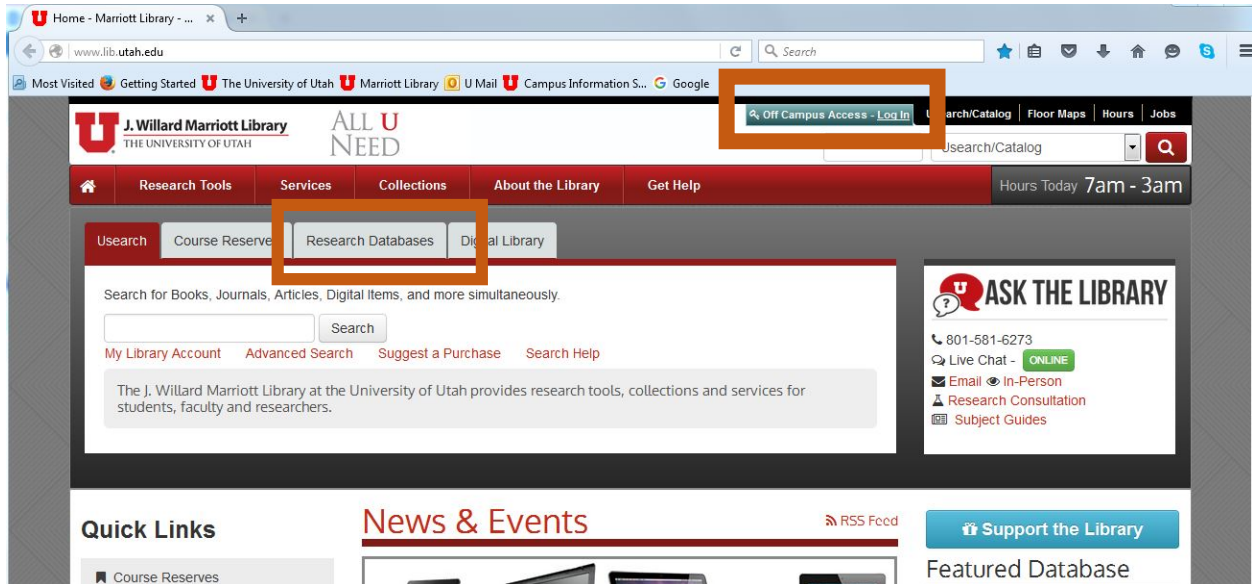 Home - Marriott Library - ...
www.lib.utah.edu
Search
Most Visited Getting Started The University of Utah Marriott Library U Mail Campus Information S... Google
Off Campus Access - Log In
Floor Maps Hours Jobs
J. Willard Marriott Library
THE UNIVERSITY OF UTAH
ALL U
NEED
Usearch/Catalog
Research Tools Services Collections About the Library Get Help
Hours Today 7am - 3am
Usearch Course Reserve Research Databases Digital Library
Search for Books, Journals, Articles, Digital Items, and more simultaneously.
Search
My Library Account Advanced Search Suggest a Purchase Search Help
The J. Willard Marriott Library at the University of Utah provides research tools, collections and services for
students, faculty and researchers.
ASK THE LIBRARY
801-581-6273
Live Chat - ONLINE
Email In-Person
Research Consultation
Subject Guides
Quick Links
Course Reserves
News & Events
RSS Feed
Support the Library
Featured Database